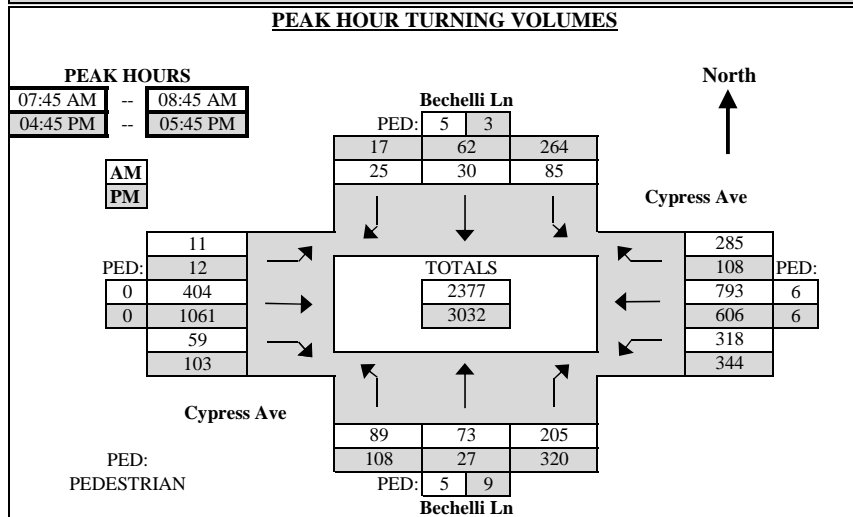 PEAK HOUR TURNING VOLUMES
PEAK HOURS
North
07:45 AM -- 08:45 AM
Bechelli Ln
04:45 PM -- 05:45 PM
PED: 5 3
17 62 264
AM 25 30 85
PM
Cypress Ave
11 285
PED: 12 TOTALS 108 PED:
0 404 2377 793 6
0 1061 3032 606 6
59 318
103 344
Cypress Ave
89 73 205
PED: 108 27 320
PEDESTRIAN PED: 5 9
Bechelli Ln